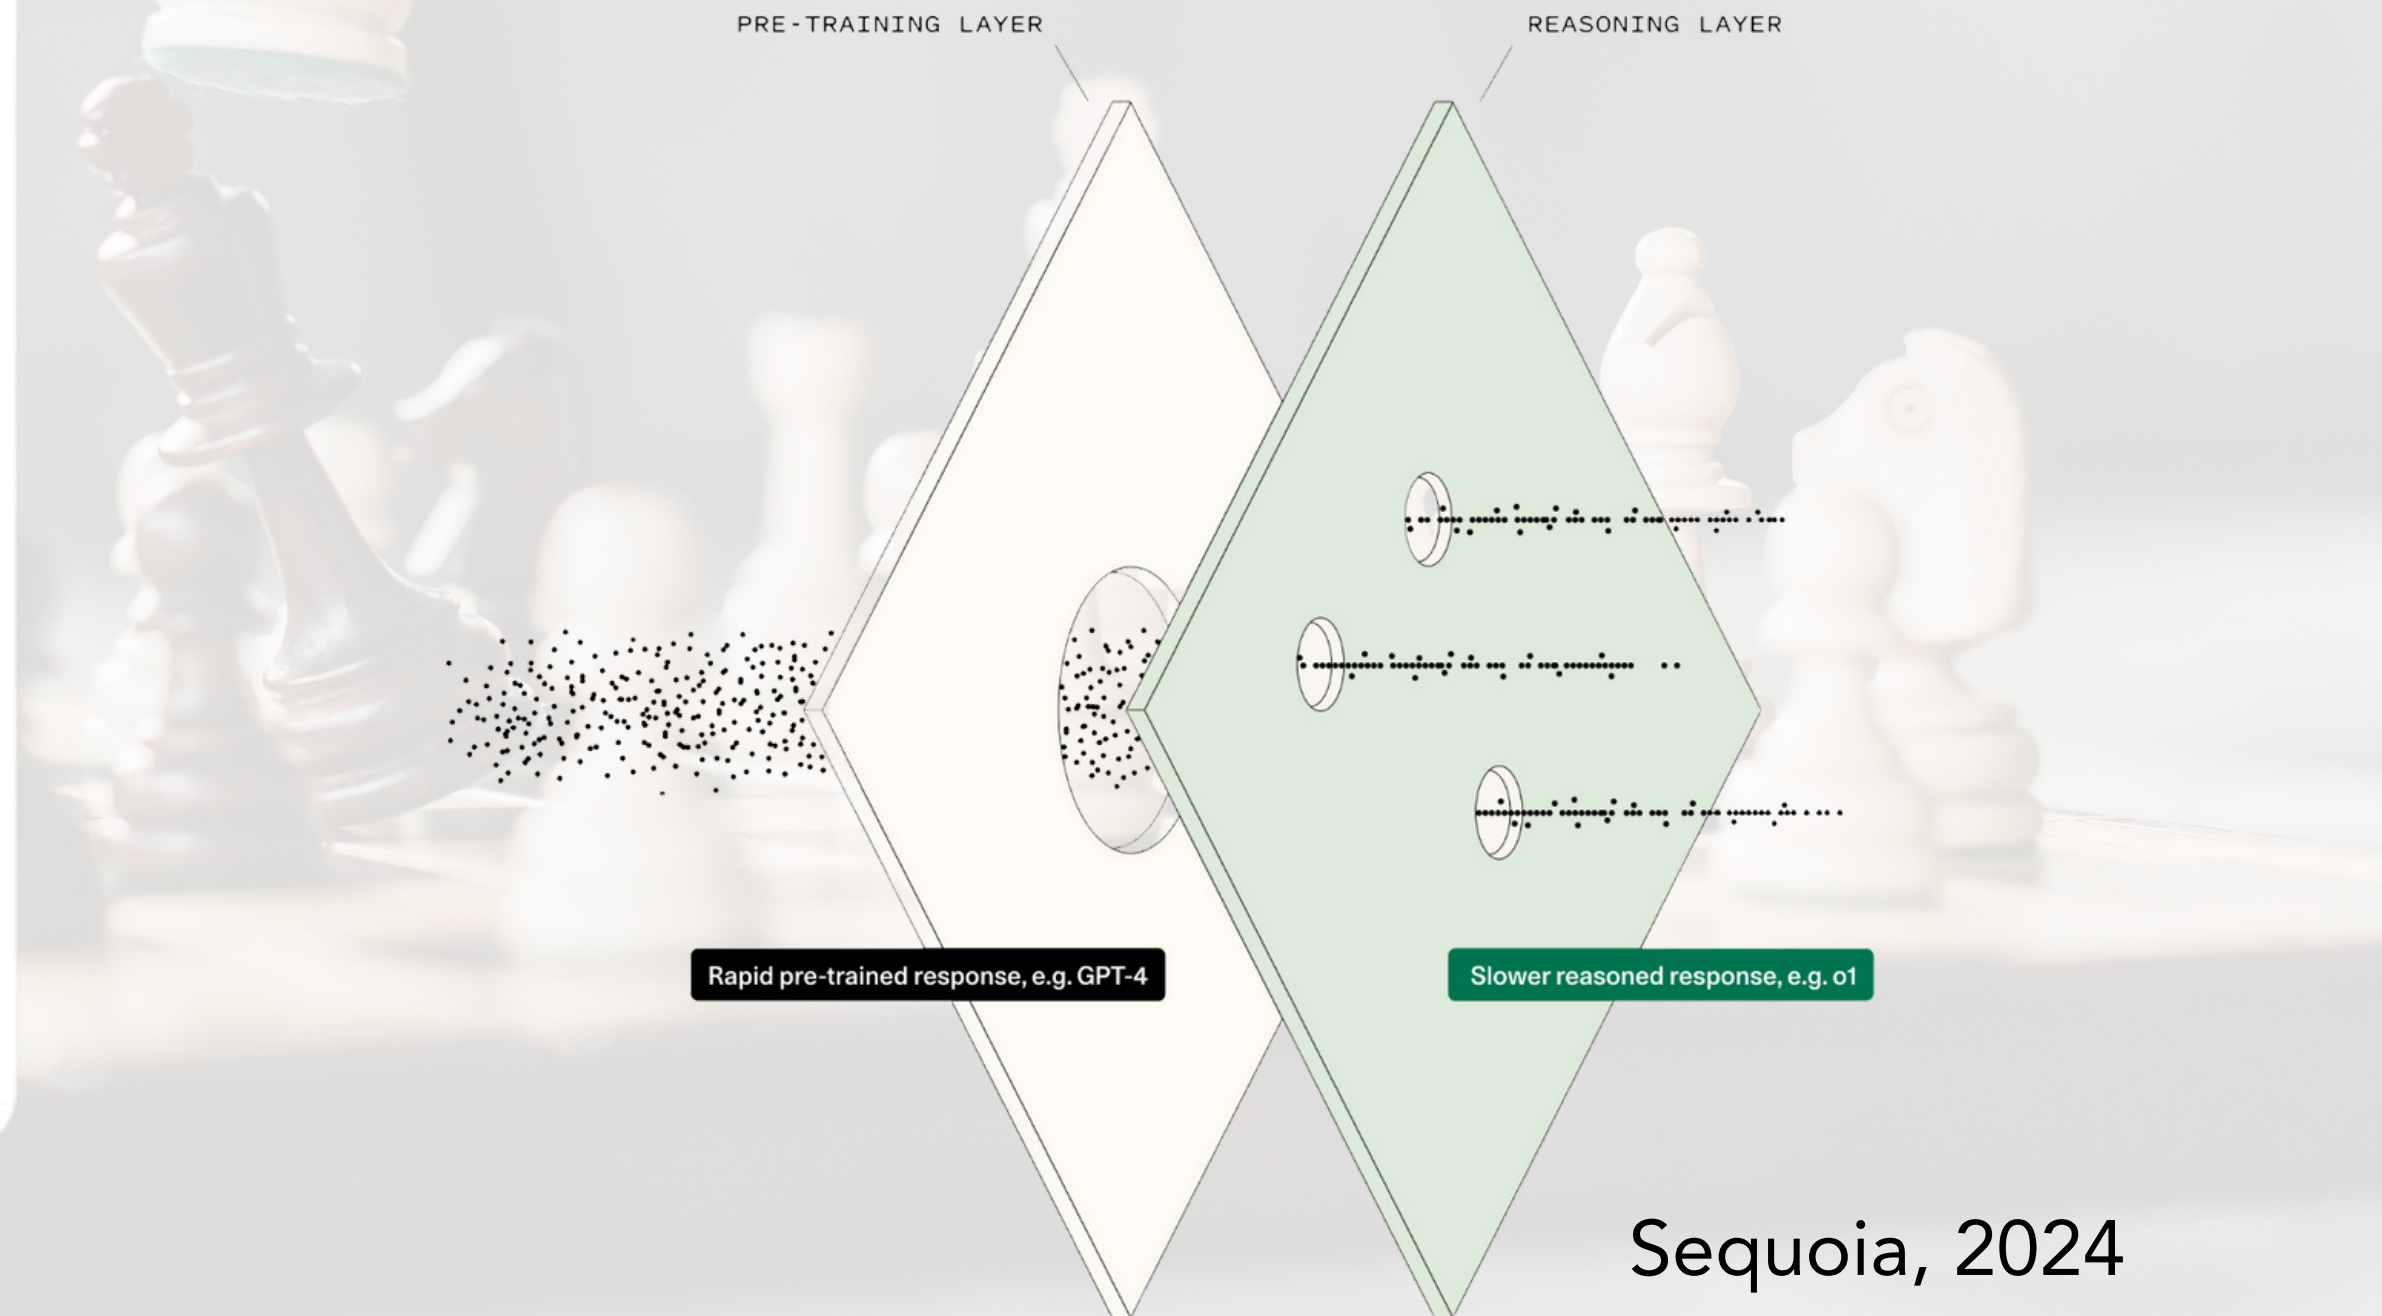 PRE-TRAINING LAYER
REASONING LAYER
Rapid pre-trained response, e.g. GPT-4
Slower reasoned response, e.g. o1
Sequoia, 2024